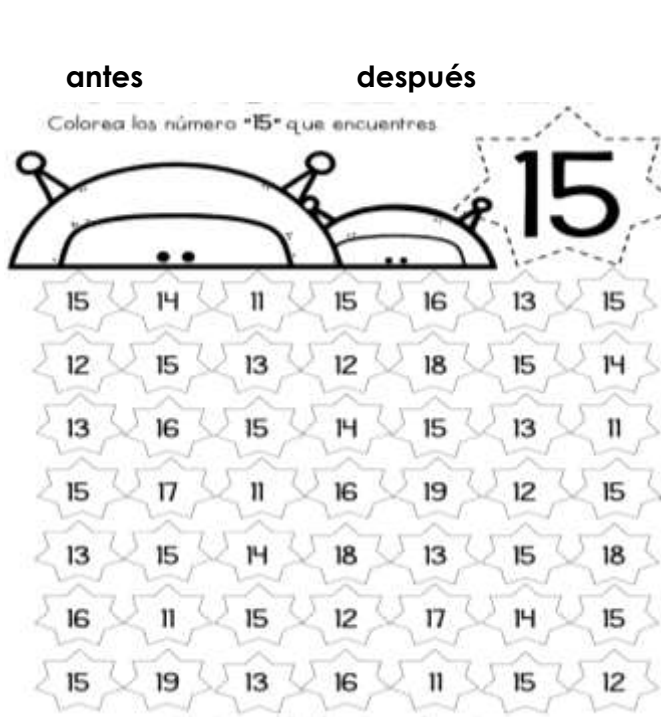 antes después
Colorea los número "15" que encuentres
15
15 14 11 15 16 13 15
12 15 13 12 18 15 14
13 16 15 14 15 13 11
15 17 11 16 19 12 15
13 15 14 18 13 15 18
16 11 15 12 17 14 15
15 19 13 16 11 15 12